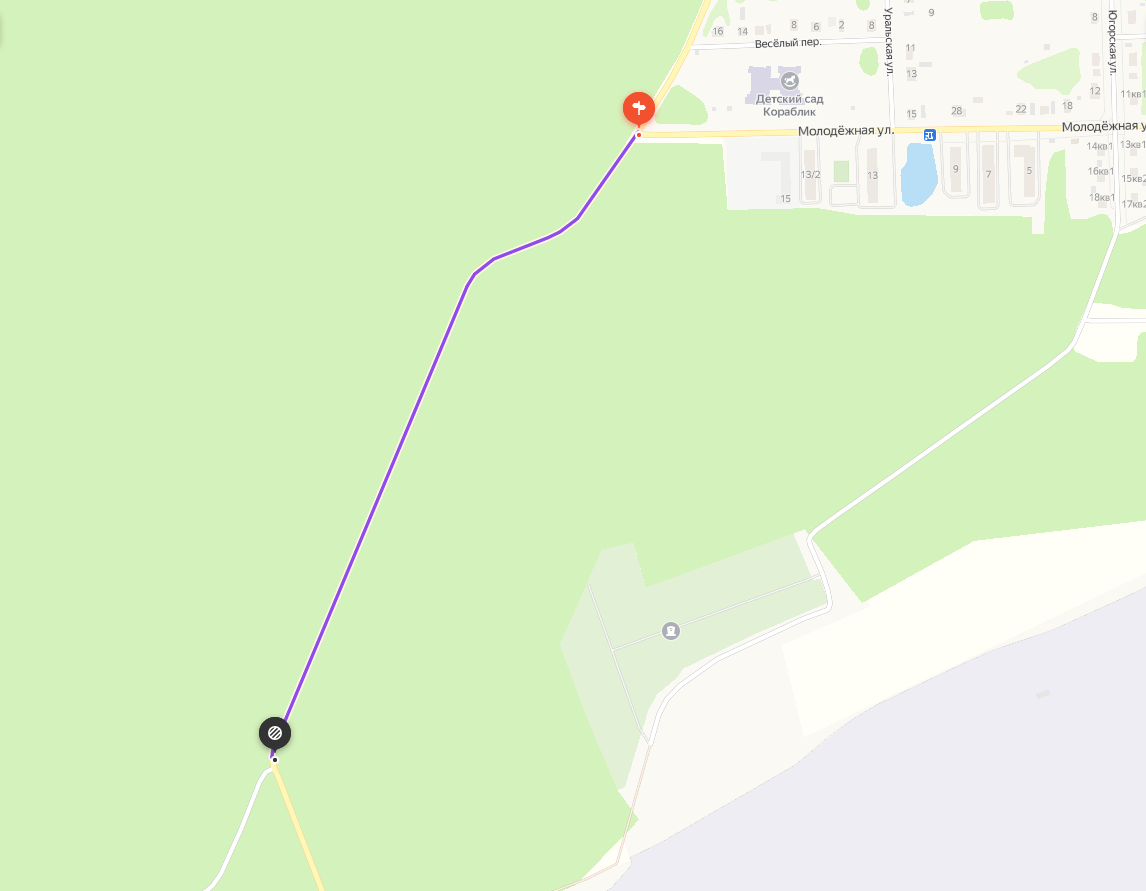 9
8
16
14
8
6
2
8
Весёлый пер.
Уральская ул.
Югорская ул.
11
13
12
11кв1
Детский сад
Кораблик
15
28
22
18
Молодёжная ул.
Молодёжная у
14кв1
13кв1
13/2
13
9
7
5
16кв1
15кв2
15
18кв1
17кв2